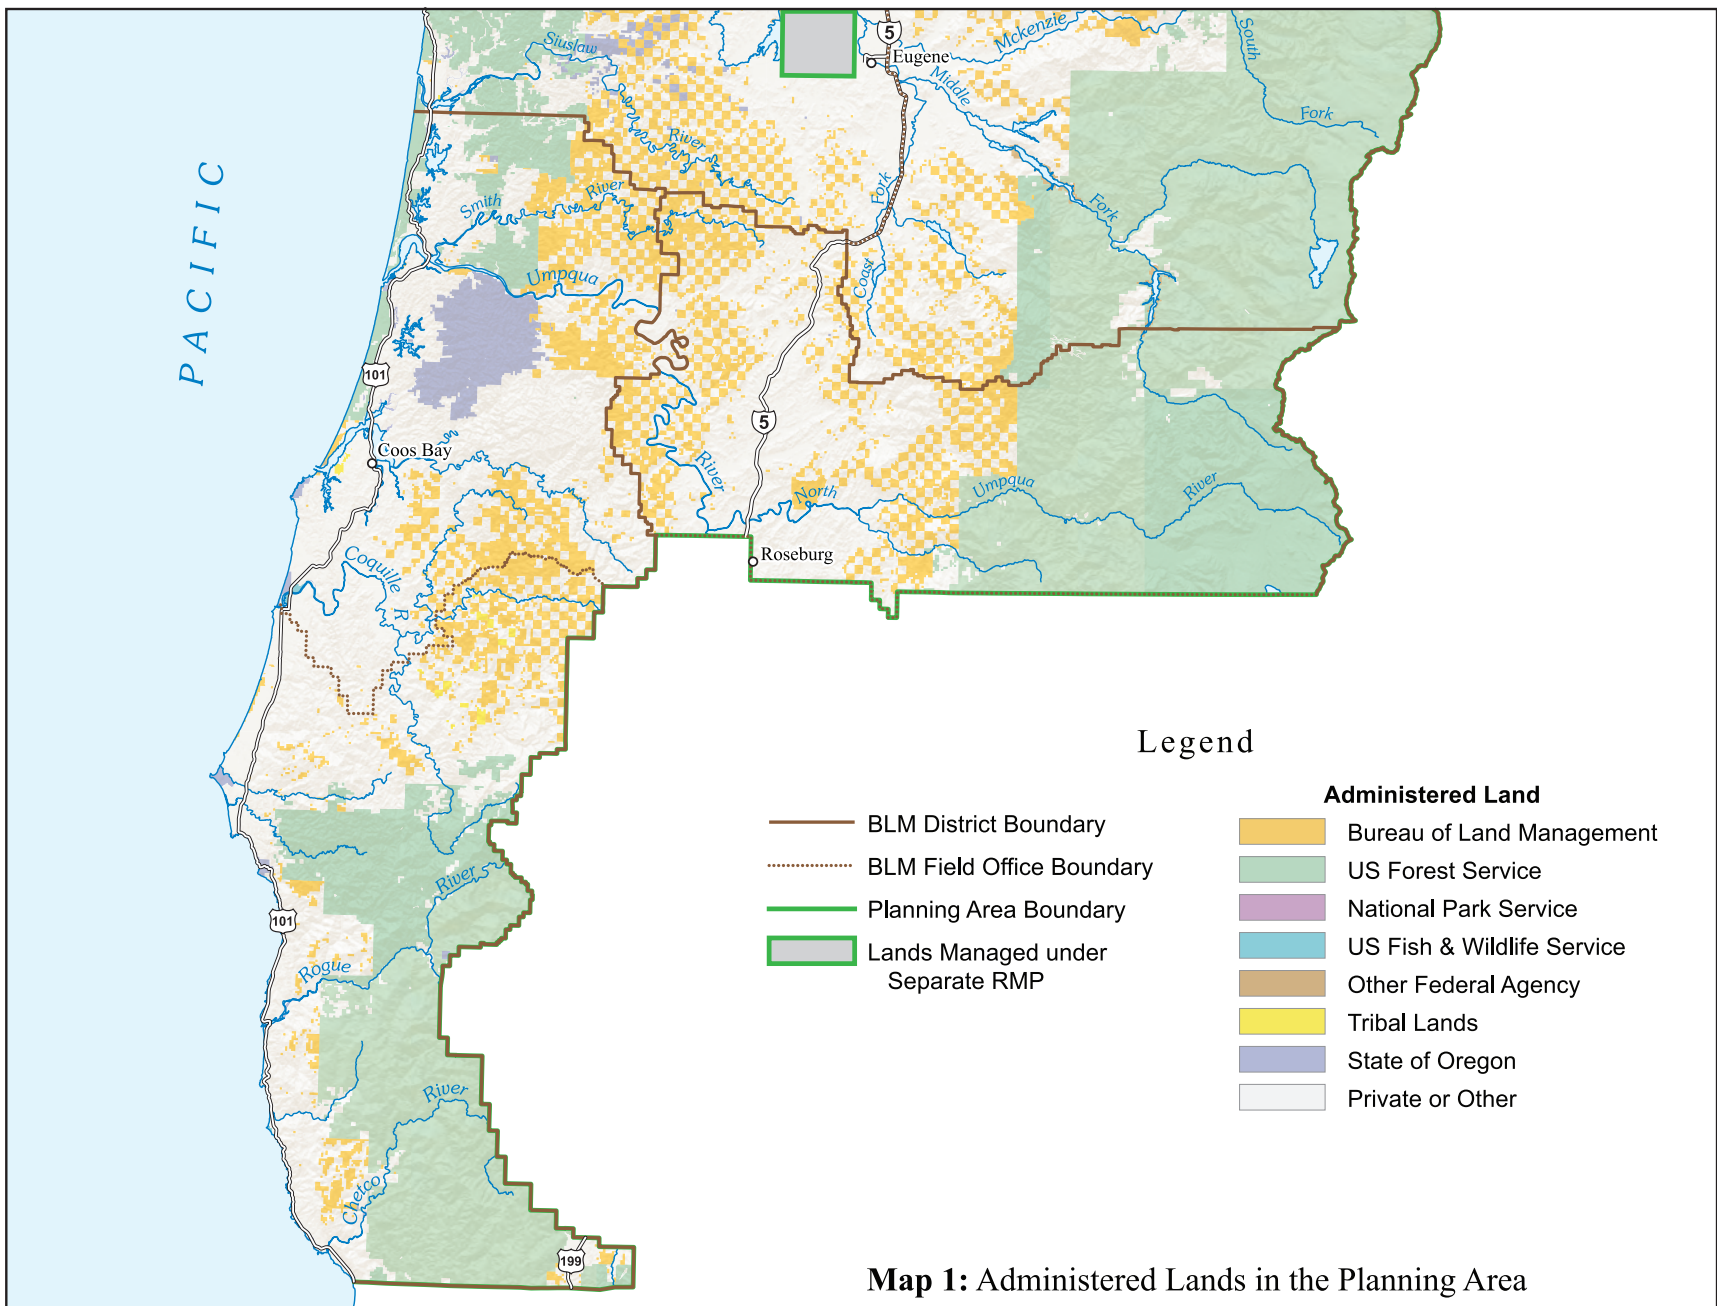 5
Eugene
Siuslaw
River
Mckenzie
South
Fork
Middle
Fork
Fork
Coast
Smith
River
Umpqua
PACIFIC
101
Coos Bay
5
River
North
Umpqua
River
Roseburg
Coquille
R
River
101
Rogue
River
Chetco
199
Legend
BLM District Boundary
BLM Field Office Boundary
Planning Area Boundary
Lands Managed under
Separate RMP
Administered Land
Bureau of Land Management
US Forest Service
National Park Service
US Fish & Wildlife Service
Other Federal Agency
Tribal Lands
State of Oregon
Private or Other
Map 1: Administered Lands in the Planning Area